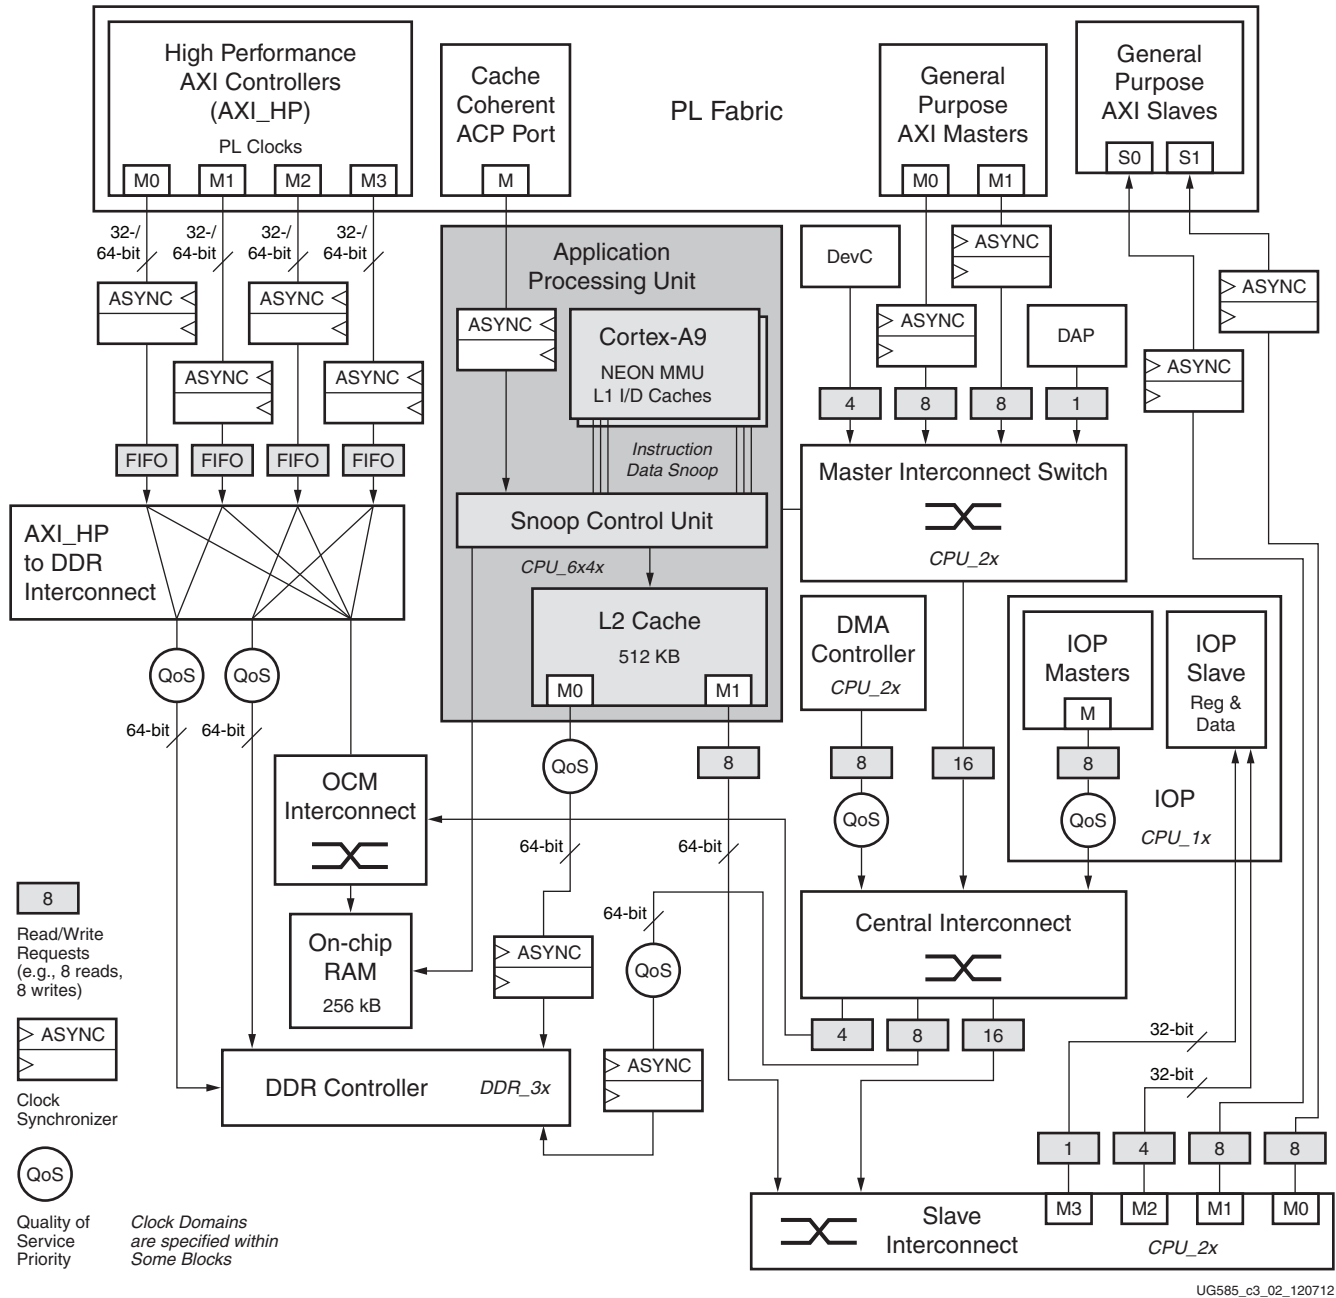 High Performance
AXI Controllers
(AXI_HP)
PL Clocks
M0
M1
M2
M3
Cache
Coherent
ACP Port
M
PL Fabric
General
Purpose
AXI Masters
M0
M1
General
Purpose
AXI Slaves
S0
S1
32-/
64-bit
32-/
64-bit
32-/
64-bit
32-/
64-bit
ASYNC
ASYNC
ASYNC
ASYNC
FIFO
FIFO
FIFO
FIFO
AXI_HP
to DDR
Interconnect
QoS
QoS
64-bit
64-bit
Application
Processing Unit
ASYNC
Cortex-A9
NEON MMU
L1 I/D Caches
Instruction
Data Snoop
Snoop Control Unit
CPU_6x4x
L2 Cache
512 KB
M0
M1
DevC
ASYNC
ASYNC
DAP
ASYNC
ASYNC
4
8
8
1
Master Interconnect Switch
CPU_2x
DMA
Controller
CPU_2x
IOP
Masters
M
IOP
Slave
Reg &
Data
QoS
8
8
16
8
QoS
QoS
IOP
CPU_1x
OCM
Interconnect
64-bit
64-bit
On-chip
RAM
256 kB
ASYNC
64-bit
QoS
Central Interconnect
4
8
16
DDR Controller
DDR_3x
ASYNC
32-bit
32-bit
1
4
8
8
M3
M2
M1
M0
Slave
Interconnect
CPU_2x
8
Read/Write
Requests
(e.g., 8 reads,
8 writes)
ASYNC
Clock
Synchronizer
QoS
Quality of
Service
Priority
Clock Domains
are specified within
Some Blocks
UG585_c3_02_120712